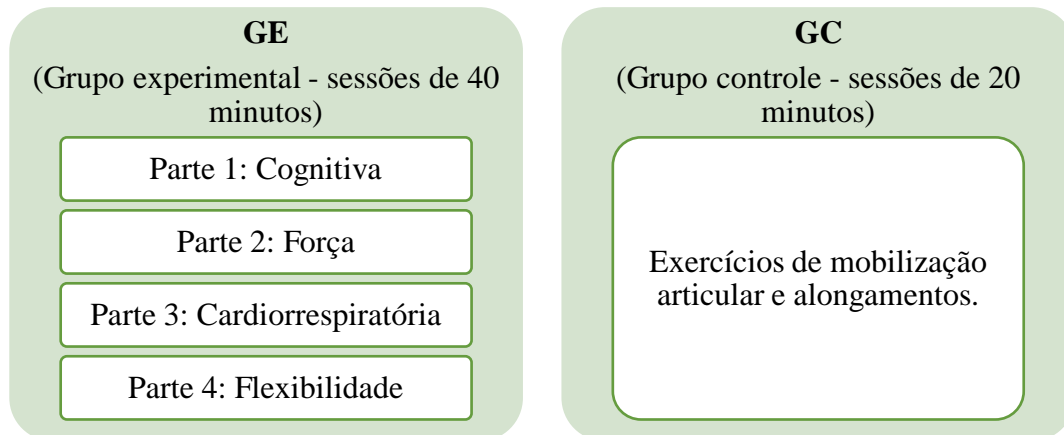 GE
(Grupo experimental - sessões de 40
minutos)
Parte 1: Cognitiva
Parte 2: Força
Parte 3: Cardiorrespiratória
Parte 4: Flexibilidade
GC
(Grupo controle - sessões de 20
minutos)
Exercícios de mobilização
articular e alongamentos.